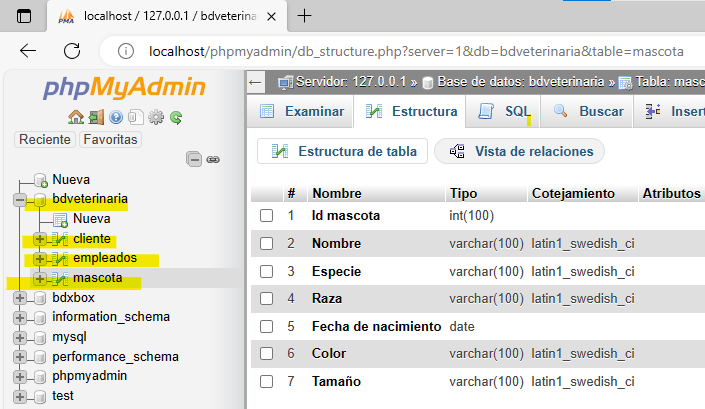 localhost / 127.0.0.1 / bdveterinaria
localhost/phpmyadmin/db_structure.php?server=1&db=bdveterinaria&table=mascota
phpMyAdmin
Reciente Favoritas
Nueva
bdveterinaria
Nueva
cliente
empleados
mascota
bdxbox
information_schema
mysql
performance_schema
phpmyadmin
test
Servidor: 127.0.0.1 » Base de datos: bdveterinaria » Tabla: masc
Examinar Estructura SQL Buscar Insert
Estructura de tabla Vista de relaciones
# Nombre Tipo Cotejamiento Atributos
1 Id mascota int(100)
2 Nombre varchar(100) latin1_swedish_ci
3 Especie varchar(100) latin1_swedish_ci
4 Raza varchar(100) latin1_swedish_ci
5 Fecha de nacimiento date
6 Color varchar(100) latin1_swedish_ci
7 Tamaño varchar(100) latin1_swedish_ci